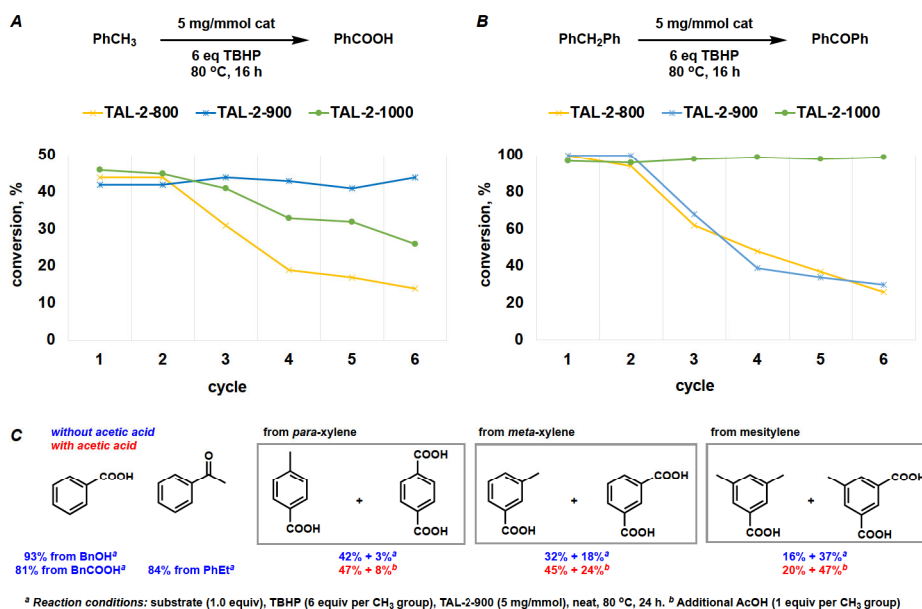 A
PhCH3
5 mg/mmol cat
6 eq TBHP
80 °C, 16 h
PhCOOH
TAL-2-800 TAL-2-900 TAL-2-1000
50
40
30
20
10
0
conversion, %
1 2 3 4 5 6
cycle
B
PhCH2Ph
5 mg/mmol cat
6 eq TBHP
80 °C, 16 h
PhCOPh
TAL-2-800 TAL-2-900 TAL-2-1000
100
80
60
40
20
0
conversion, %
1 2 3 4 5 6
cycle
C
without acetic acid
with acetic acid
COOH
O
93% from BnOHa
81% from BnCOOHa
84% from PhEta
from para-xylene
COOH
+
COOH
COOH
42% + 3%a
47% + 8%b
from meta-xylene
COOH
+
COOH
COOH
32% + 18%a
45% + 24%b
from mesitylene
COOH
+
COOH
COOH
16% + 37%a
20% + 47%b
a Reaction conditions: substrate (1.0 equiv), TBHP (6 equiv per CH3 group), TAL-2-900 (5 mg/mmol), neat, 80 °C, 24 h. b Additional AcOH (1 equiv per CH3 group)